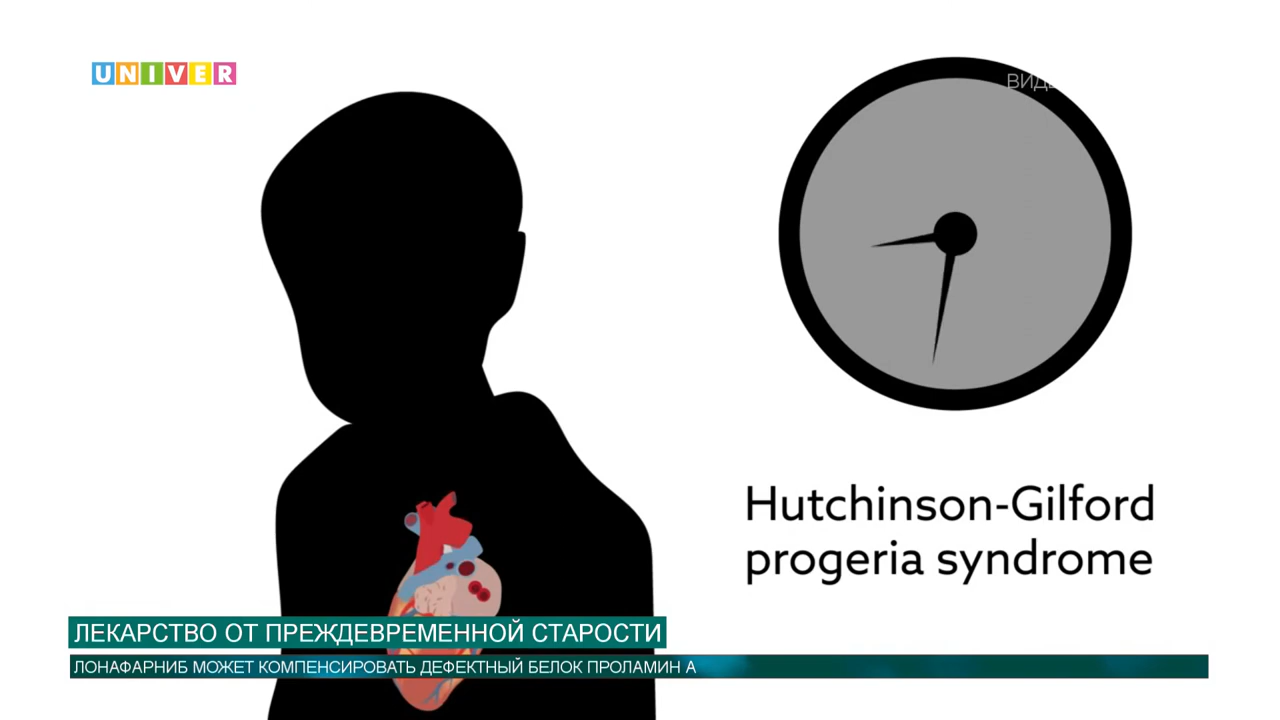 UNIVER
Hutchinson-Gilford
progeria syndrome
ЛЕКАРСТВО ОТ ПРЕЖДЕВРЕМЕННОЙ СТАРОСТИ
ЛОНАФАРНИБ МОЖЕТ КОМПЕНСИРОВАТЬ ДЕФЕКТНЫЙ БЕЛОК ПРОЛАМИН А